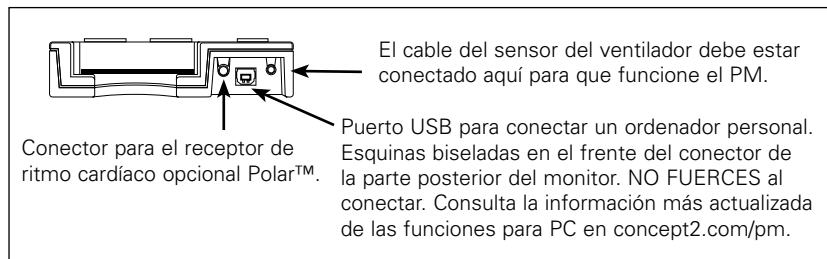 El cable del sensor del ventilador debe estar
conectado aquí para que funcione el PM.
Conector para el receptor de
ritmo cardíaco opcional Polar™.
Puerto USB para conectar un ordenador personal.
Esquinas biseladas en el frente del conector de
la parte posterior del monitor. NO FUERCES al
conectar. Consulta la información más actualizada
de las funciones para PC en concept2.com/pm.